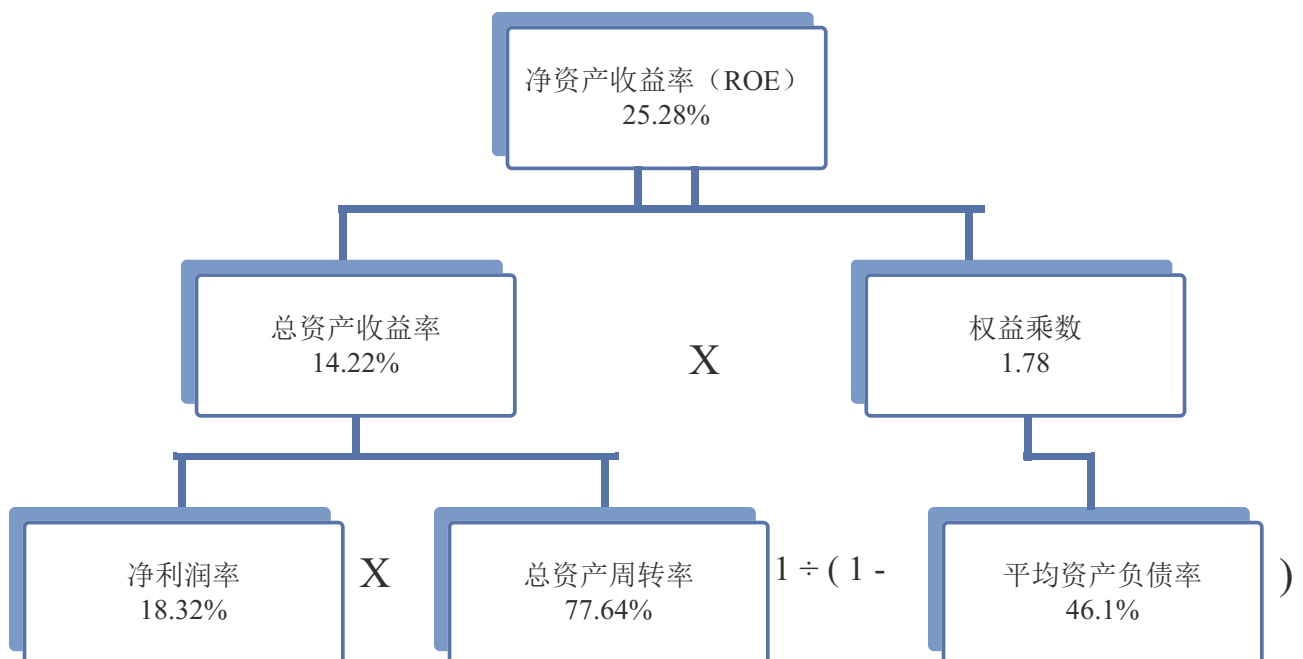 净资产收益率（ROE）
25.28%
总资产收益率
14.22%
X
权益乘数
1.78
净利润率
18.32%
X
总资产周转率
77.64%
1 ÷ ( 1 -
平均资产负债率
46.1%
)